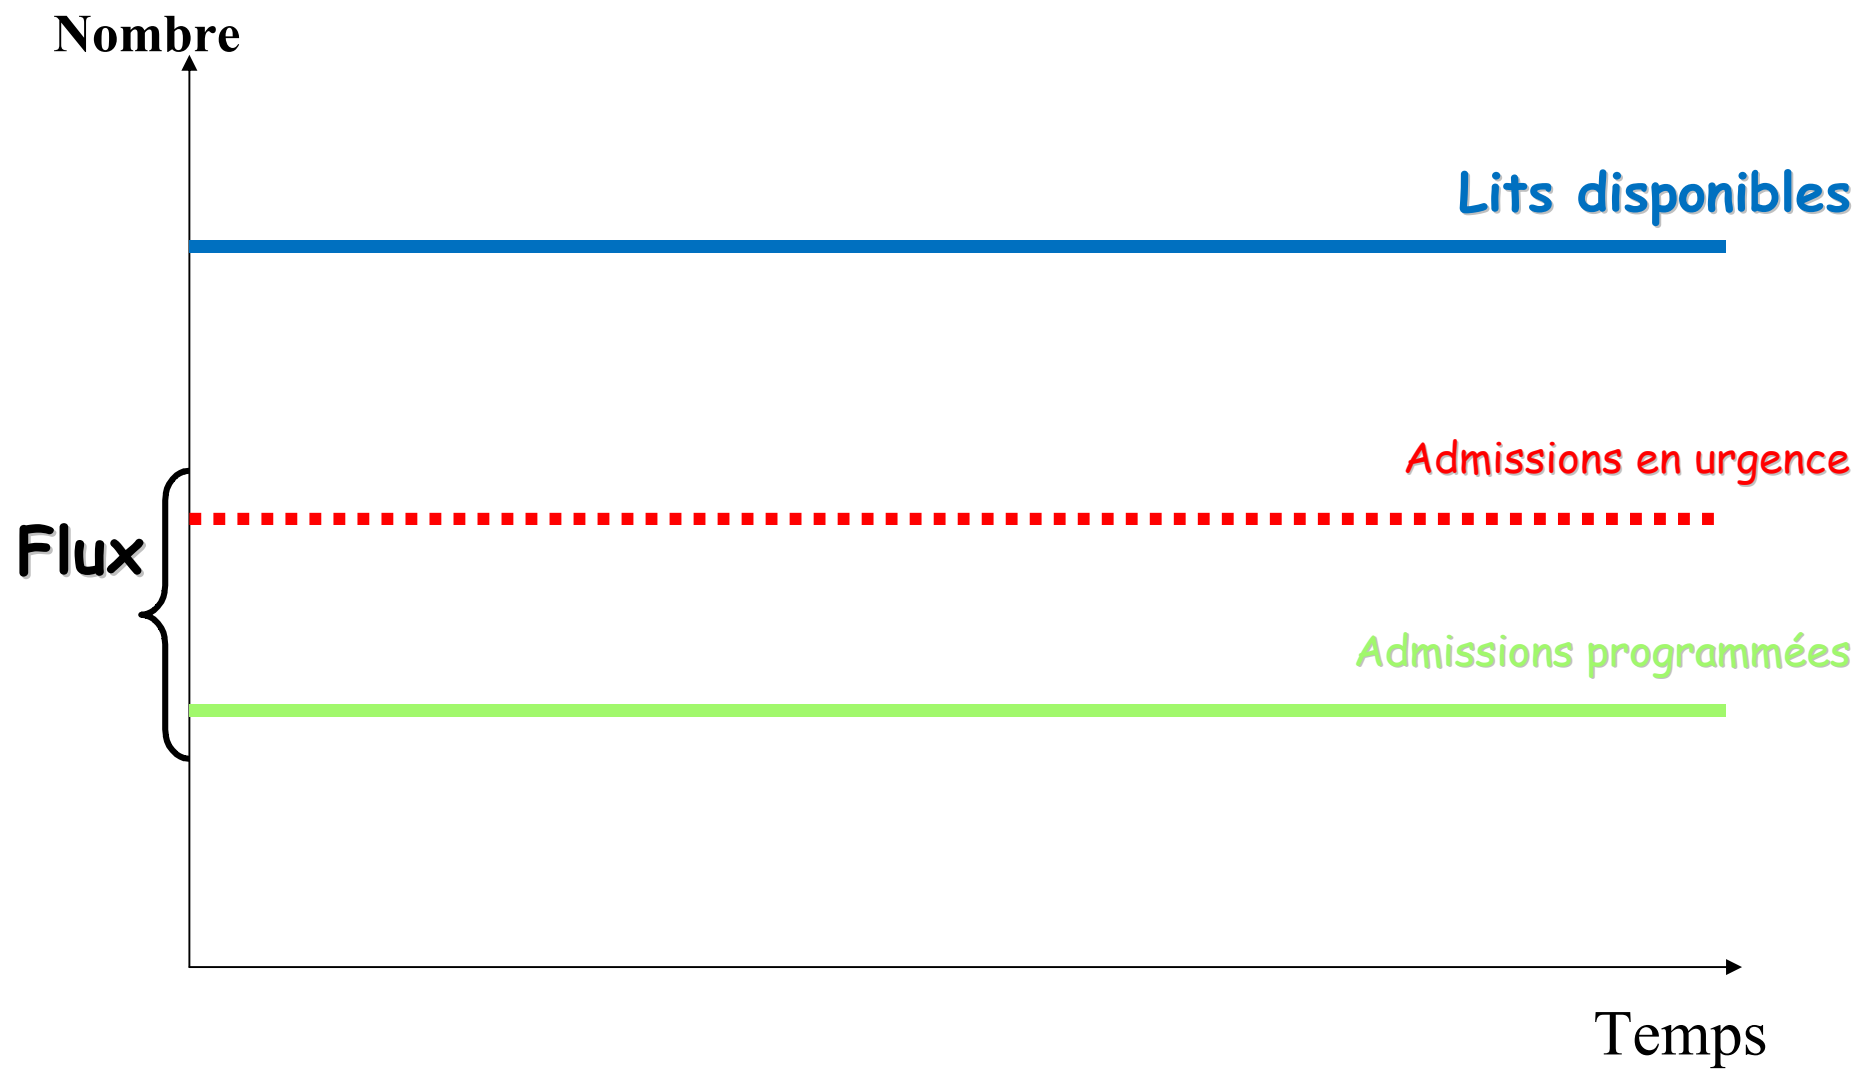 Nombre
Lits disponibles
Admissions en urgence
Flux
Admissions programmées
Temps